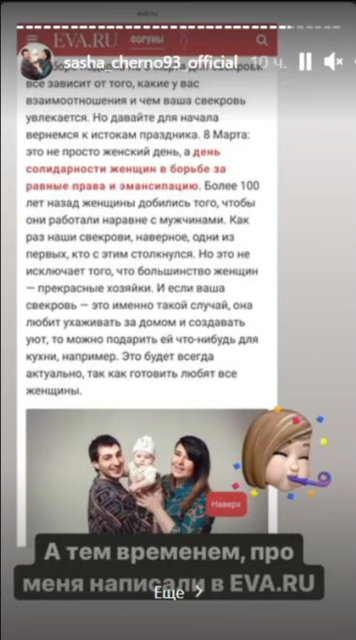 EVA.RU ФОРУМЫ
sasha_cherno93_official 10 ч.
все зависит от того, какие у вас
взаимоотношения и чем ваша свекровь
увлекается. Но давайте для начала
вернемся к истокам праздника. 8 Марта:
это не просто женский день, а день
солидарности женщин в борьбе за
равные права и эмансипацию. Более 100
лет назад женщины добились того, чтобы
они работали наравне с мужчинами. Как
раз наши свекрови, наверное, одни из
первых, кто с этим столкнулся. Но это не
исключает того, что большинство женщин
— прекрасные хозяйки. И если ваша
свекровь — это именно такой случай, она
любит ухаживать за домом и создавать
уют, то можно подарить ей что-нибудь для
кухни, например. Это будет всегда
актуально, так как готовить любят все
женщины.
Наверх
А тем временем, про
меня написали в EVA.RU
Ещё